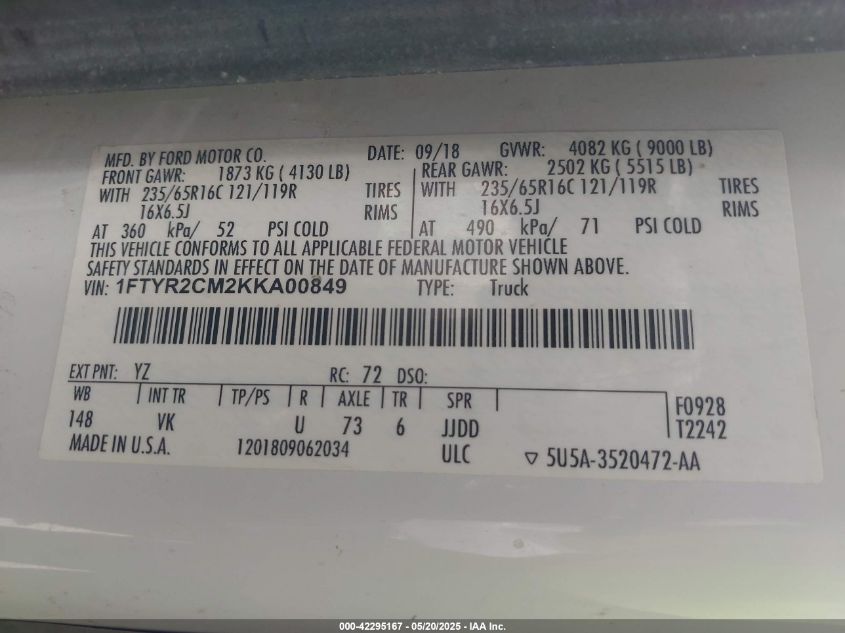 MFD. BY FORD MOTOR CO. DATE: 09/18 GVWR: 4082 KG ( 9000 LB)
FRONT GAWR: 1873 KG ( 4130 LB) REAR GAWR: 2502 KG ( 5515 LB)
WITH 235/65R16C 121/119R TIRES WITH 235/65R16C 121/119R TIRES
16X6.5J RIMS 16X6.5J RIMS
AT 360 kPa/ 52 PSI COLD AT 490 kPa/ 71 PSI COLD
THIS VEHICLE CONFORMS TO ALL APPLICABLE FEDERAL MOTOR VEHICLE
SAFETY STANDARDS IN EFFECT ON THE DATE OF MANUFACTURE SHOWN ABOVE.
VIN: 1FTYR2CM2KKA00849 TYPE: Truck
EXT PNT: YZ RC: 72 DSO:
WB INT TR TP/PS R AXLE TR SPR F0928
148 VK U 73 6 JJDD T2242
MADE IN U.S.A. 1201809062034 ULC ▽ 5U5A-3520472-AA
000-42295167 — 05/20/2025 — IAA Inc.